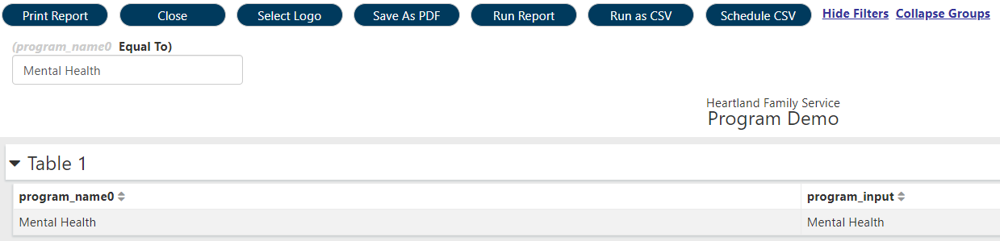 Print Report Close Select Logo Save As PDF Run Report Run as CSV Schedule CSV Hide Filters Collapse Groups
(program_name0 Equal To)
Mental Health
Heartland Family Service
Program Demo
Table 1
program_name0 program_input
Mental Health Mental Health